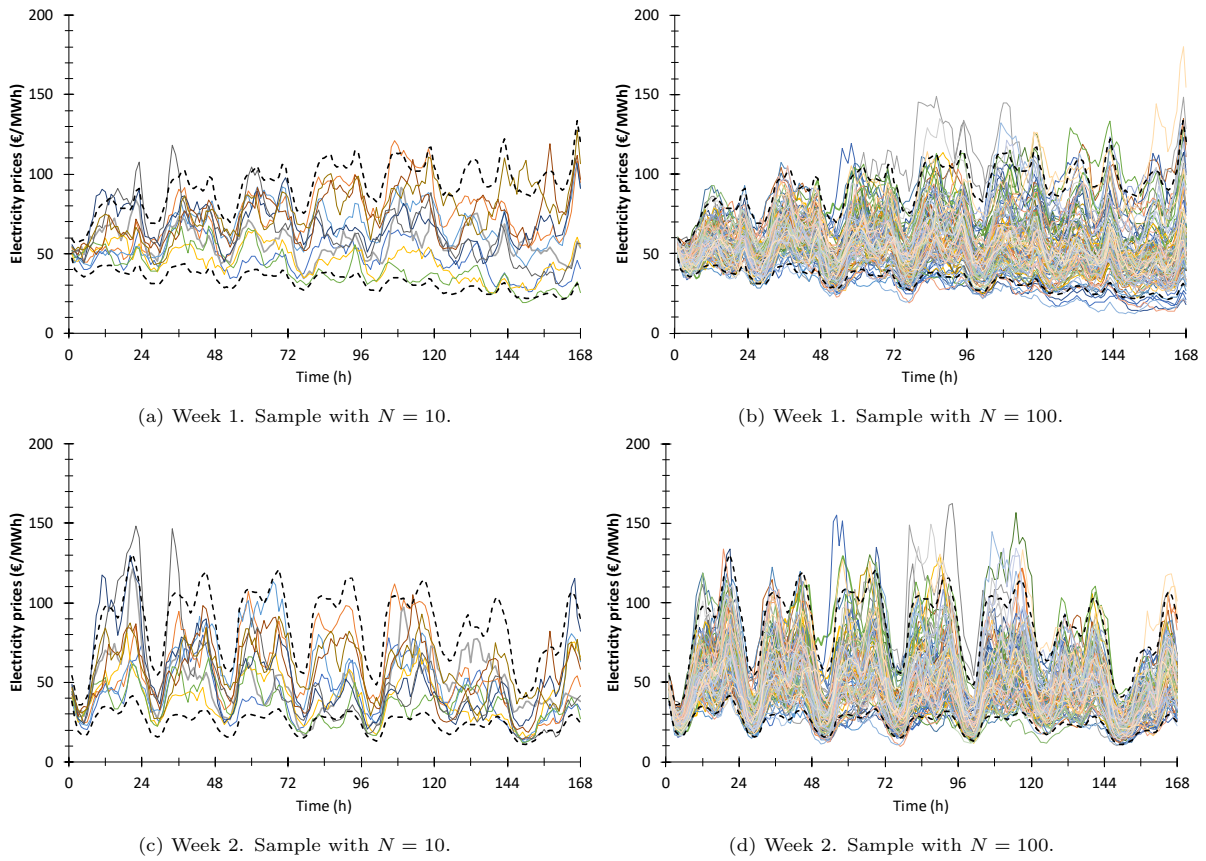 200
150
100
50
0
Electricity prices (€/MWh)
0 24 48 72 96 120 144 168
Time (h)
(a) Week 1. Sample with N = 10.
200
150
100
50
0
Electricity prices (€/MWh)
0 24 48 72 96 120 144 168
Time (h)
(b) Week 1. Sample with N = 100.
200
150
100
50
0
Electricity prices (€/MWh)
0 24 48 72 96 120 144 168
Time (h)
(c) Week 2. Sample with N = 10.
200
150
100
50
0
Electricity prices (€/MWh)
0 24 48 72 96 120 144 168
Time (h)
(d) Week 2. Sample with N = 100.